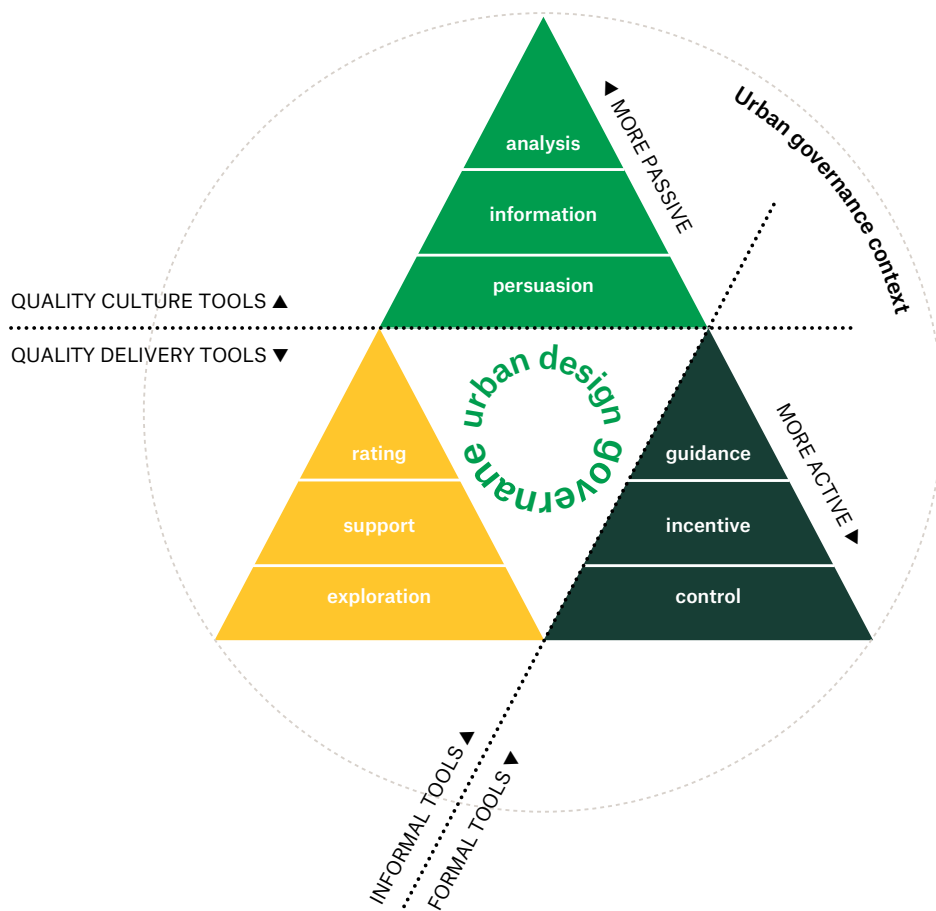 ▲ MORE PASSIVE
Urban governance context
analysis
information
persuasion
QUALITY CULTURE TOOLS ▲
QUALITY DELIVERY TOOLS ▼
urban design governane
rating
support
exploration
guidance
incentive
control
MORE ACTIVE ▼
INFORMAL TOOLS ▲
FORMAL TOOLS ▼